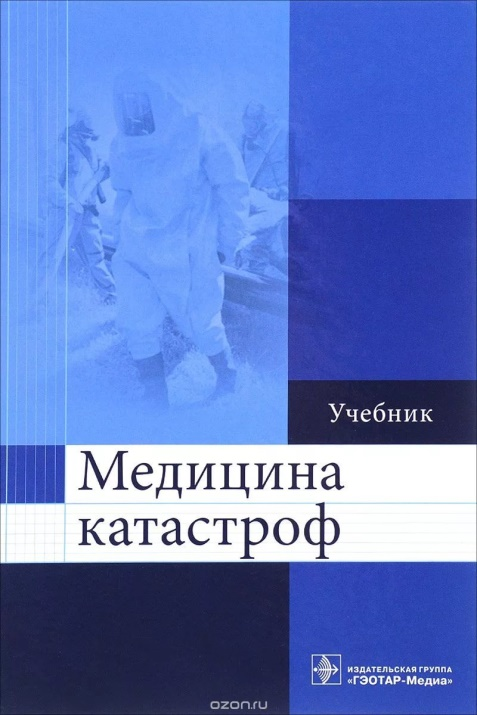 Учебник
Медицина
катастроф
ИЗДАТЕЛЬСКАЯ ГРУППА
«ГЭОТАР-Медиа»
ozon.ru